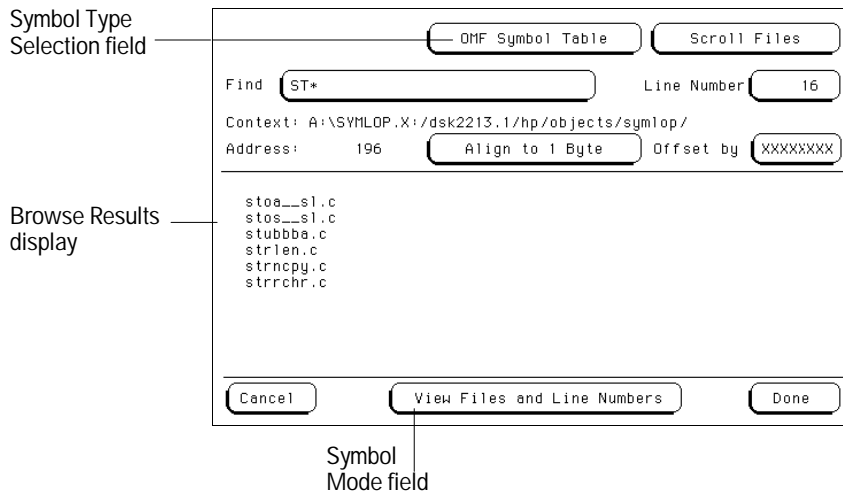 Symbol Type
Selection field
OMF Symbol Table
Scroll Files
Find ST*
Line Number 16
Context: A:\SYMLOP.X:/dsk2213.1/hp/objects/symlop/
Address: 196 Align to 1 Byte Offset by XXXXXXXX
Browse Results
display
stoa__sl.c
stos__sl.c
stubbba.c
strlen.c
strncpy.c
strrchr.c
Cancel
View Files and Line Numbers
Done
Symbol
Mode field